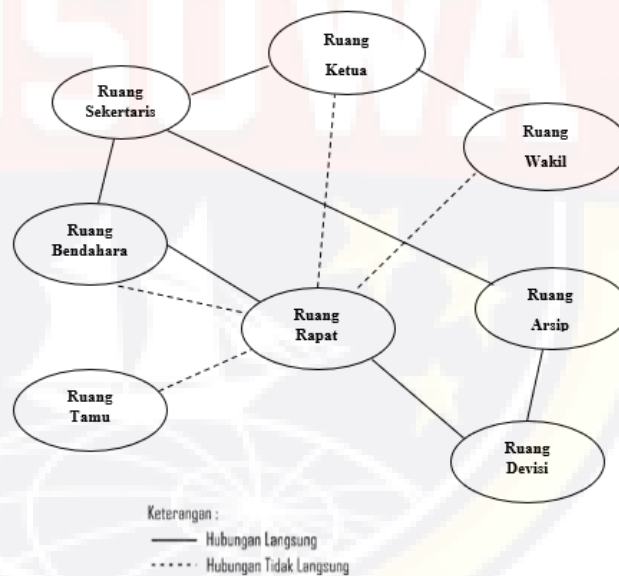 Ruang
Ketua
Ruang
Sekertaris
Ruang
Wakil
Ruang
Bendahara
Ruang
Arsip
Ruang
Rapat
Ruang
Tamu
Ruang
Devisi
Keterangan :
Hubungan Langsung
Hubungan Tidak Langsung